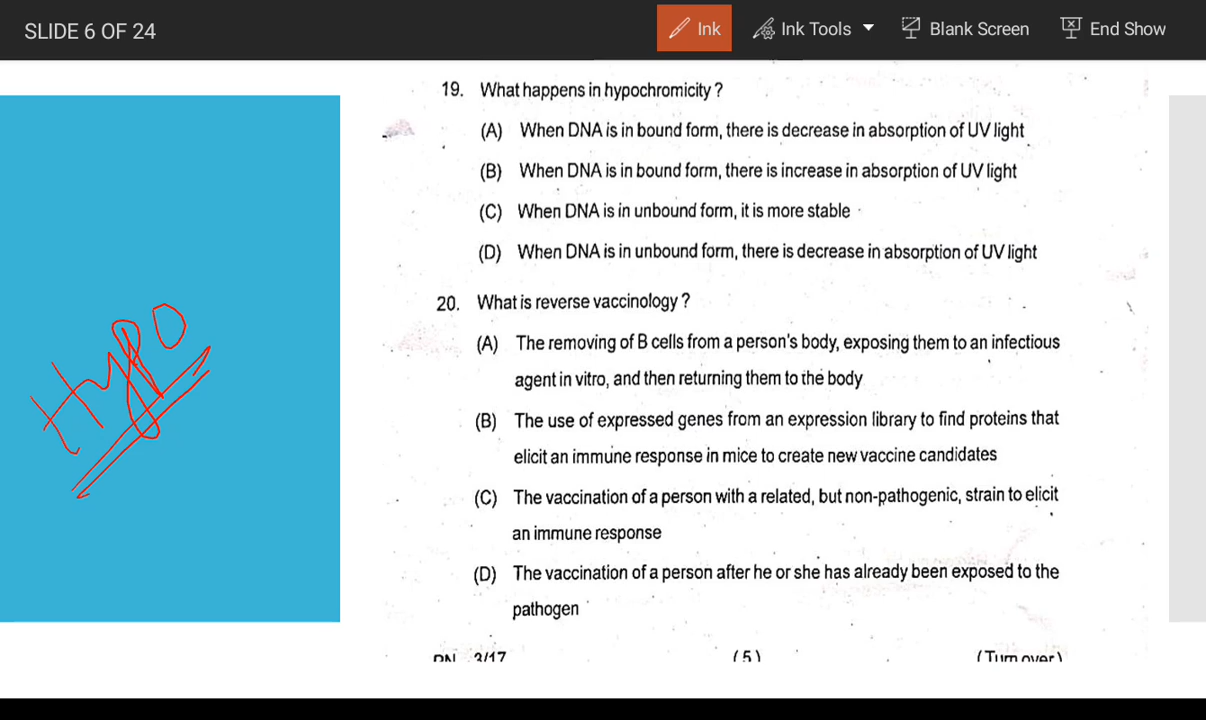 SLIDE 6 OF 24
Ink
Ink Tools
Blank Screen
End Show
Hypo
19. What happens in hypochromicity ?
(A) When DNA is in bound form, there is decrease in absorption of UV light
(B) When DNA is in bound form, there is increase in absorption of UV light
(C) When DNA is in unbound form, it is more stable
(D) When DNA is in unbound form, there is decrease in absorption of UV light
20. What is reverse vaccinology ?
(A) The removing of B cells from a person's body, exposing them to an infectious
agent in vitro, and then returning them to the body
(B) The use of expressed genes from an expression library to find proteins that
elicit an immune response in mice to create new vaccine candidates
(C) The vaccination of a person with a related, but non-pathogenic, strain to elicit
an immune response
(D) The vaccination of a person after he or she has already been exposed to the
pathogen
3/17 (5) (Turn over)